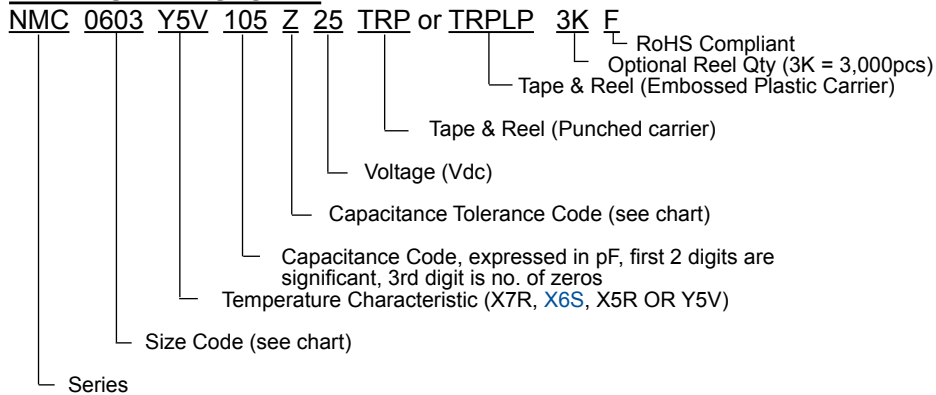 NMC 0603 Y5V 105 Z 25 TRP or TRPLP 3K F
RoHS Compliant
Optional Reel Qty (3K = 3,000pcs)
Tape & Reel (Embossed Plastic Carrier)
Tape & Reel (Punched carrier)
Voltage (Vdc)
Capacitance Tolerance Code (see chart)
Capacitance Code, expressed in pF, first 2 digits are
significant, 3rd digit is no. of zeros
Temperature Characteristic (X7R, X6S, X5R OR Y5V)
Size Code (see chart)
Series